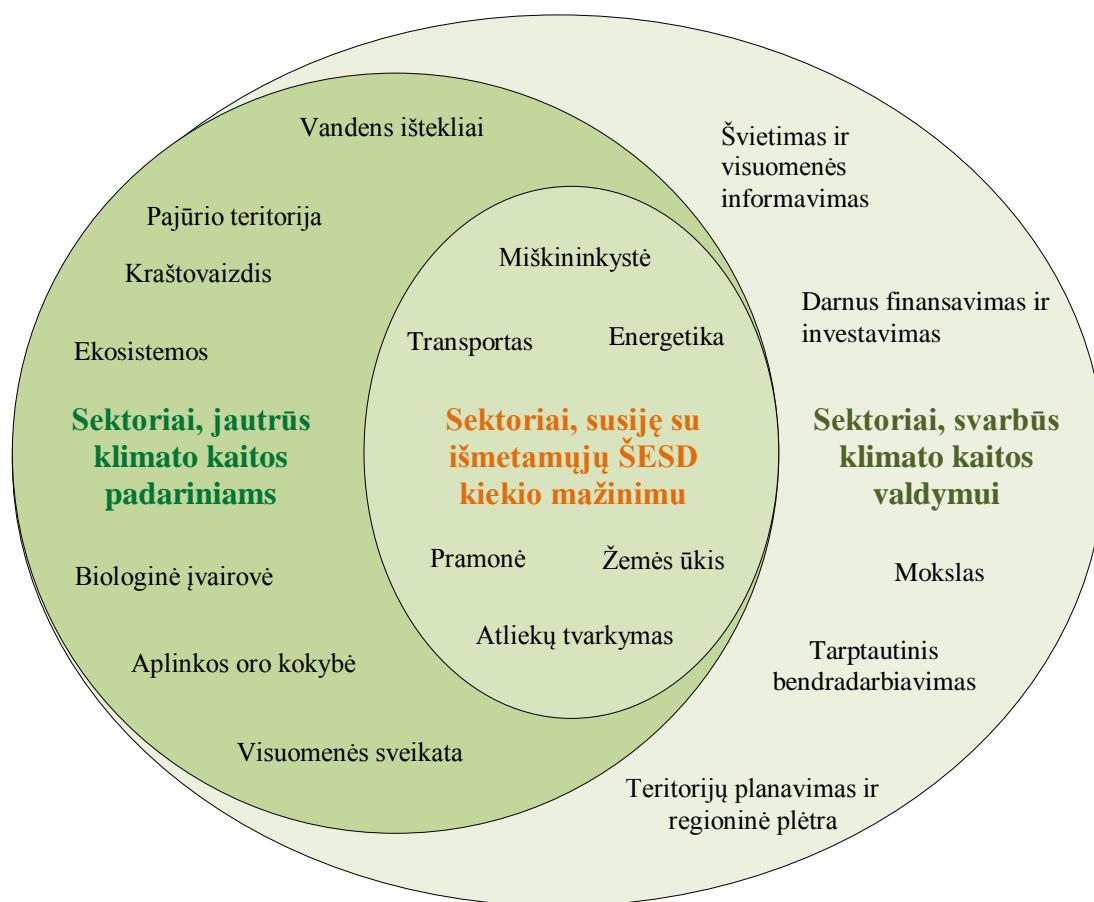 Vandens ištekliai
Pajūrio teritorija
Kraštovaizdis
Ekosistemos
Sektoriai, jautrūs
klimato kaitos
padariniams
Biologinė įvairovė
Aplinkos oro kokybė
Visuomenės sveikata
Miškininkystė
Transportas
Energetika
Sektoriai, susiję su
išmetamųjų ŠESD
kiekio mažinimu
Pramonė
Žemės ūkis
Atliekų tvarkymas
Švietimas ir
visuomenės
informavimas
Darnus finansavimas ir
investavimas
Sektoriai, svarbūs
klimato kaitos
valdymui
Mokslas
Tarptautinis
bendradarbiavimas
Teritorijų planavimas ir
regioninė plėtra